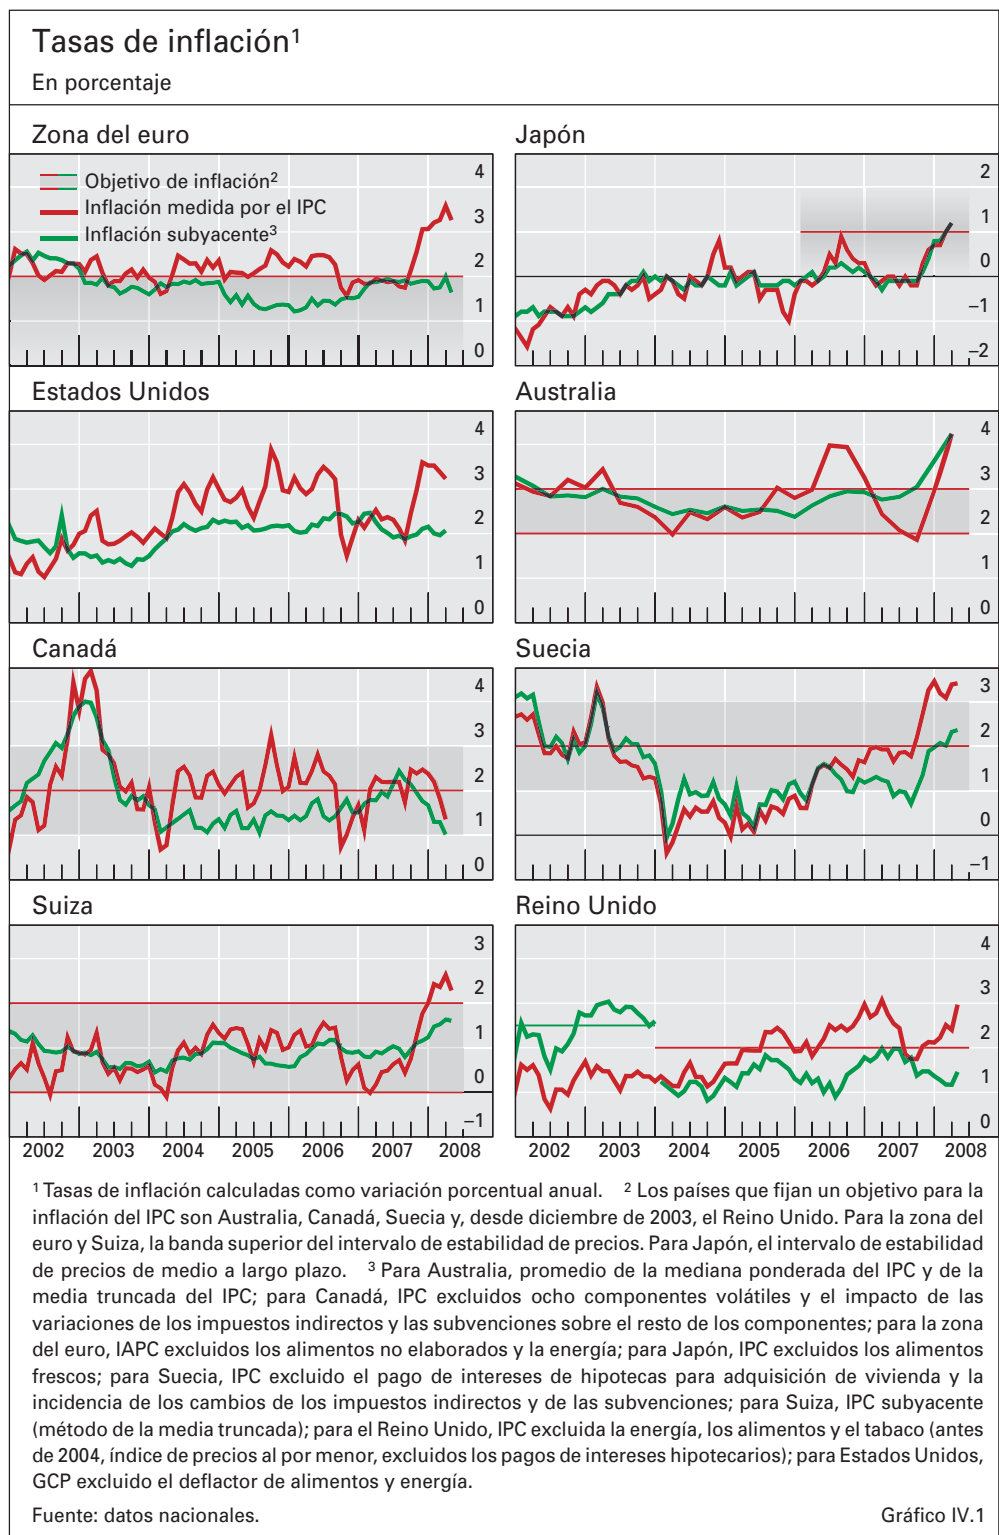 Tasas de inflación¹
En porcentaje
Zona del euro
Objetivo de inflación²
Inflación medida por el IPC
Inflación subyacente³
4
3
2
1
0
Japón
2
1
0
–1
–2
Estados Unidos
4
3
2
1
0
Australia
4
3
2
1
0
Canadá
4
3
2
1
0
Suecia
3
2
1
0
–1
Suiza
3
2
1
0
–1
2002 2003 2004 2005 2006 2007 2008
Reino Unido
4
3
2
1
0
2002 2003 2004 2005 2006 2007 2008
¹ Tasas de inflación calculadas como variación porcentual anual. ² Los países que fijan un objetivo para la
inflación del IPC son Australia, Canadá, Suecia y, desde diciembre de 2003, el Reino Unido. Para la zona del
euro y Suiza, la banda superior del intervalo de estabilidad de precios. Para Japón, el intervalo de estabilidad
de precios de medio a largo plazo. ³ Para Australia, promedio de la mediana ponderada del IPC y de la
media truncada del IPC; para Canadá, IPC excluidos ocho componentes volátiles y el impacto de las
variaciones de los impuestos indirectos y las subvenciones sobre el resto de los componentes; para la zona
del euro, IAPC excluidos los alimentos no elaborados y la energía; para Japón, IPC excluidos los alimentos
frescos; para Suecia, IPC excluido el pago de intereses de hipotecas para adquisición de vivienda y la
incidencia de los cambios de los impuestos indirectos y de las subvenciones; para Suiza, IPC subyacente
(método de la media truncada); para el Reino Unido, IPC excluida la energía, los alimentos y el tabaco (antes
de 2004, índice de precios al por menor, excluidos los pagos de intereses hipotecarios); para Estados Unidos,
GCP excluido el deflactor de alimentos y energía.
Fuente: datos nacionales.
Gráfico IV.1